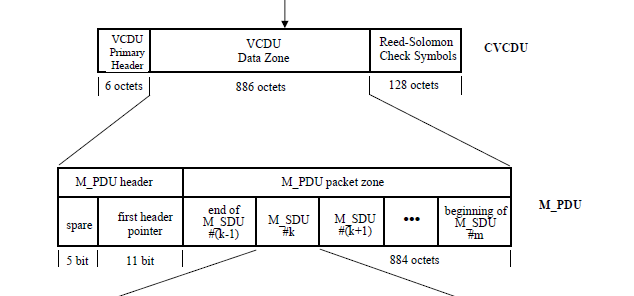 VCDU
Primary
Header
VCDU
Data Zone
Reed-Solomon
Check Symbols
CVCDU
6 octets
886 octets
128 octets
M_PDU header
M_PDU packet zone
M_PDU
spare
first header
pointer
end of
M_SDU
#(k-1)
M_SDU
#k
M_SDU
#(k+1)
•••
beginning of
M_SDU
#m
5 bit
11 bit
884 octets